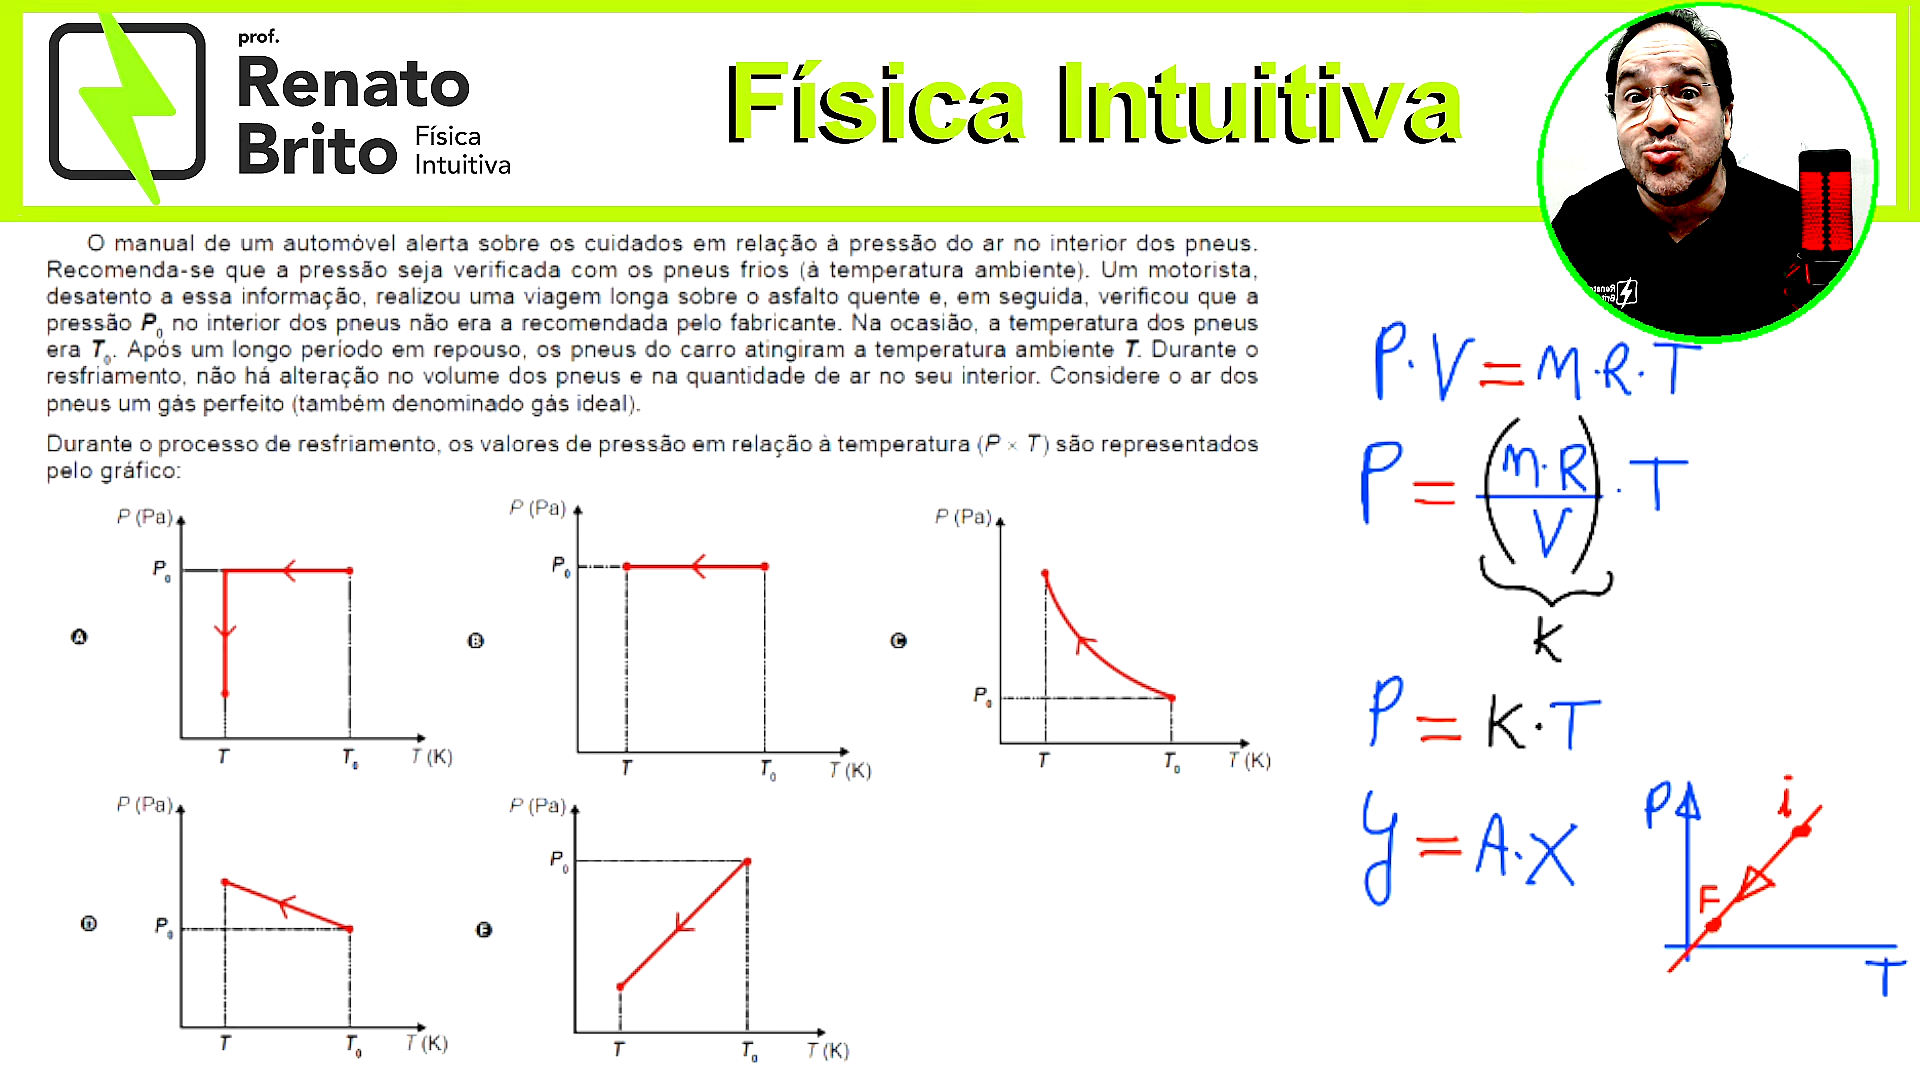 prof.
Renato
Brito Física
Intuitiva
Física Intuitiva
O manual de um automóvel alerta sobre os cuidados em relação à pressão do ar no interior dos pneus.
Recomenda-se que a pressão seja verificada com os pneus frios (à temperatura ambiente). Um motorista,
desatento a essa informação, realizou uma viagem longa sobre o asfalto quente e, em seguida, verificou que a
pressão P₀ no interior dos pneus não era a recomendada pelo fabricante. Na ocasião, a temperatura dos pneus
era T₀. Após um longo período em repouso, os pneus do carro atingiram a temperatura ambiente T. Durante o
resfriamento, não há alteração no volume dos pneus e na quantidade de ar no seu interior. Considere o ar dos
pneus um gás perfeito (também denominado gás ideal).
Durante o processo de resfriamento, os valores de pressão em relação à temperatura (P × T) são representados
pelo gráfico:
P (Pa)
P₀
A
T T₀ T (K)
P (Pa)
P₀
B
T T₀ T (K)
P (Pa)
C
P₀
T T₀ T (K)
P (Pa)
D P₀
T T₀ T (K)
P (Pa)
P₀
E
T T₀ T (K)
P.V = M.R.T
P = (M.R / V) . T
K
P = K.T
y = A.X
P i
F
T